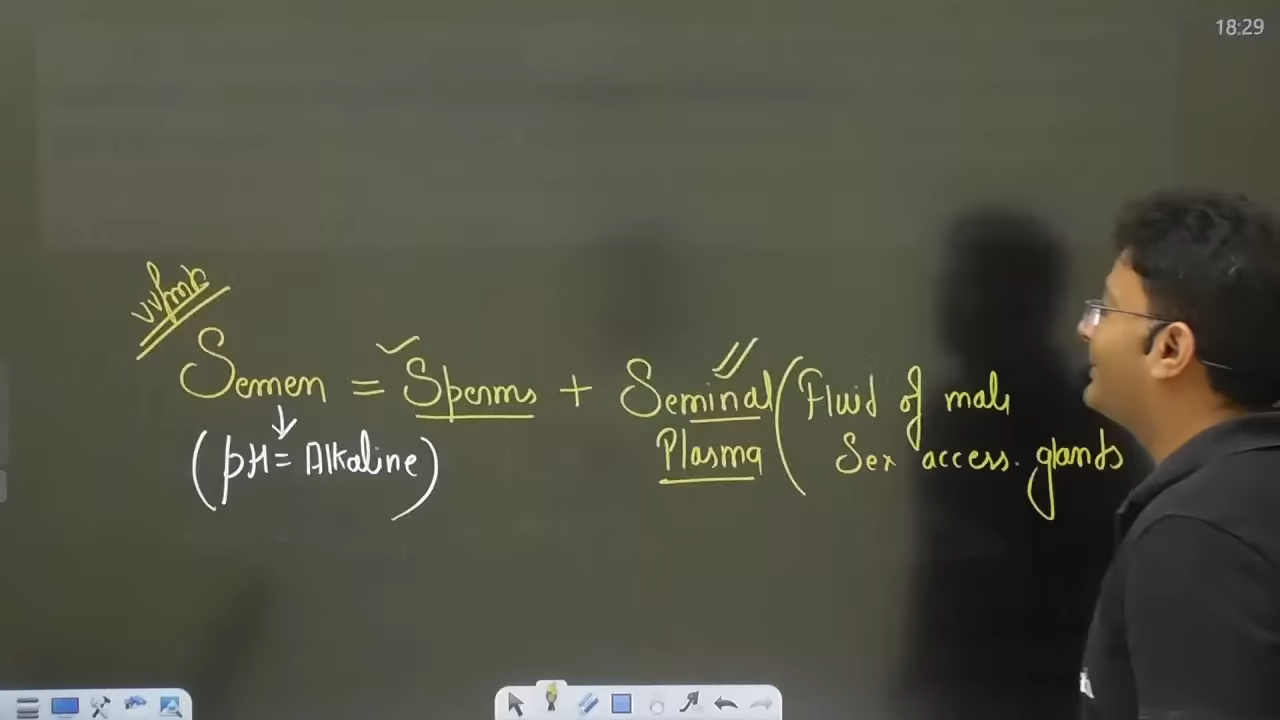 18:29
VVImp
Semen = Sperms + Seminal (Fluid of male
(pH = Alkaline) Plasma Sex access. glands